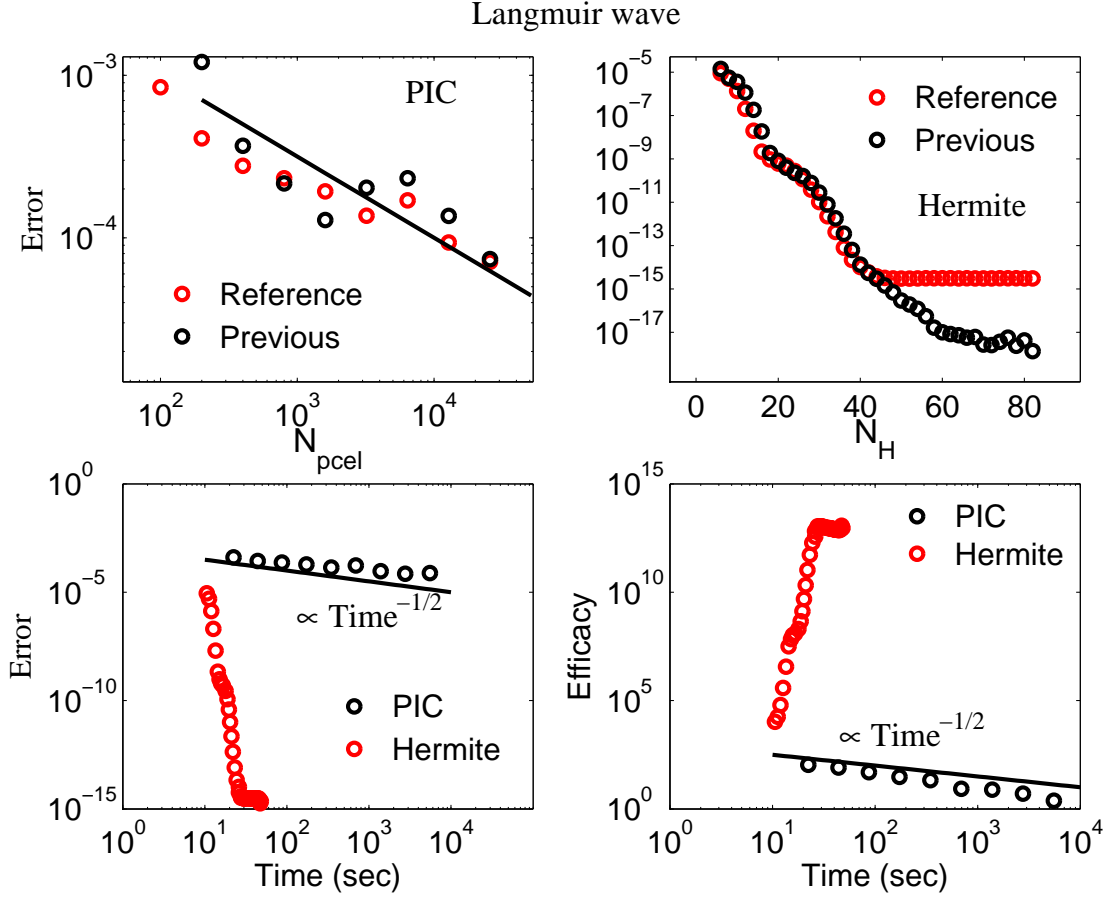 Langmuir wave
10^−3
10^−4
Error
PIC
Reference
Previous
10^2
10^3
10^4
N_pcel
10^−5
10^−7
10^−9
10^−11
10^−13
10^−15
10^−17
Reference
Previous
Hermite
0
20
40
60
80
N_H
10^0
10^−5
10^−10
10^−15
Error
∝ Time^−1/2
PIC
Hermite
10^0
10^1
10^2
10^3
10^4
Time (sec)
10^15
10^10
10^5
10^0
Efficacy
PIC
Hermite
∝ Time^−1/2
10^0
10^1
10^2
10^3
10^4
Time (sec)